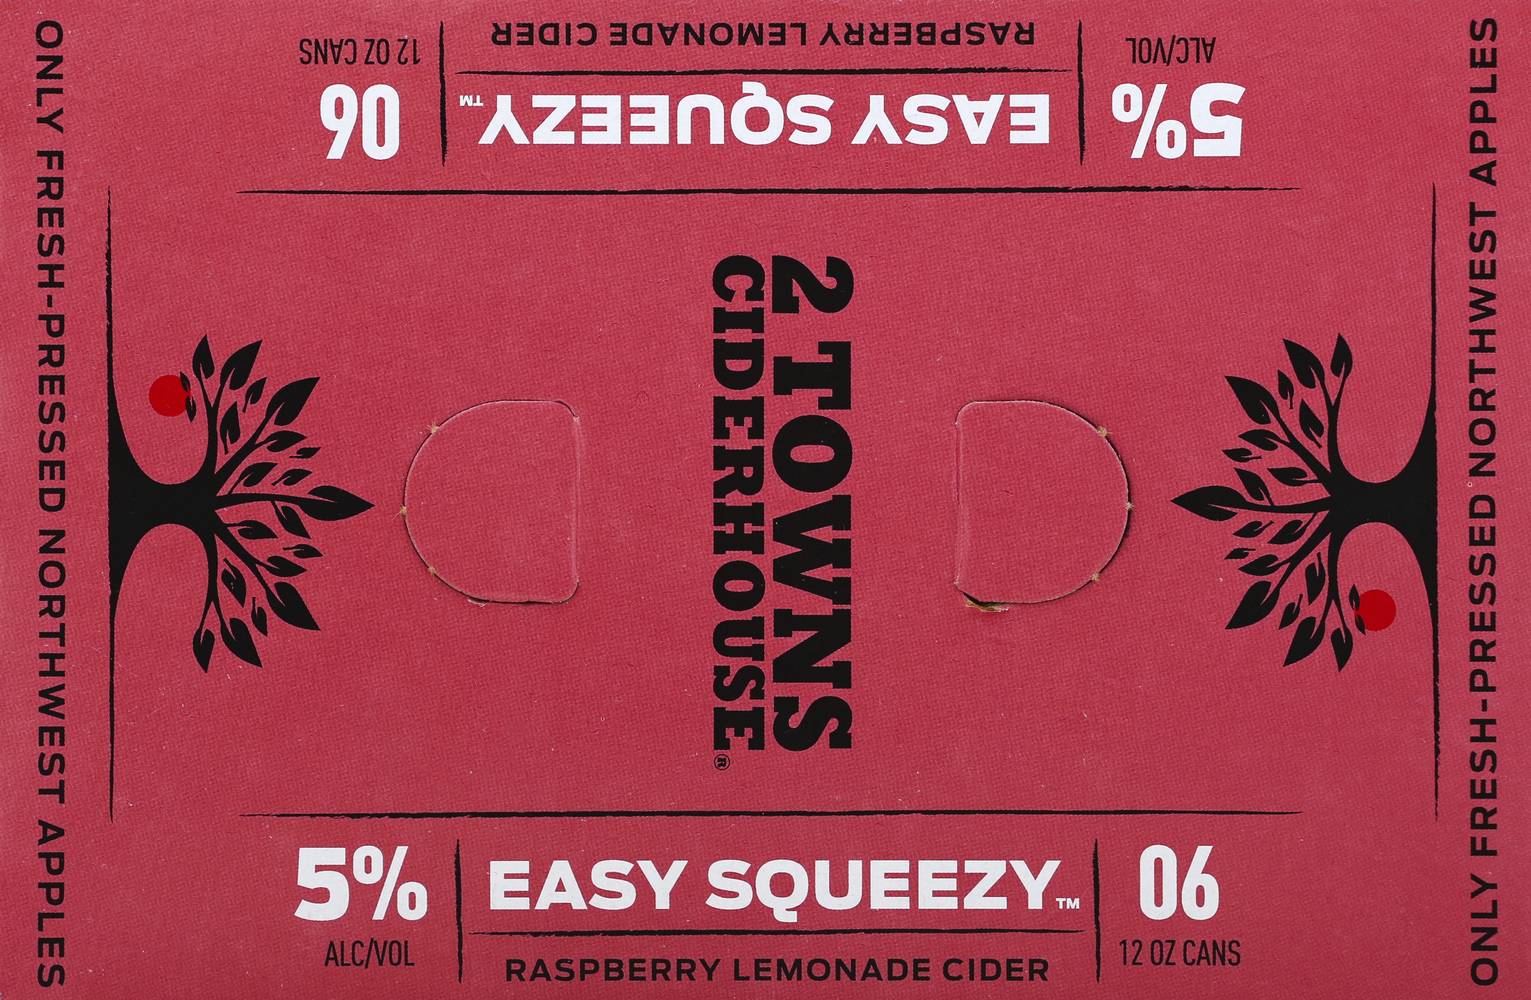 12 OZ CANS
06
RASPBERRY LEMONADE CIDER
EASY SQUEEZY™
ALC/VOL
5%
ONLY FRESH-PRESSED NORTHWEST APPLES
2 TOWNS
CIDERHOUSE®
ONLY FRESH-PRESSED NORTHWEST APPLES
5%
ALC/VOL
EASY SQUEEZY™
RASPBERRY LEMONADE CIDER
06
12 OZ CANS